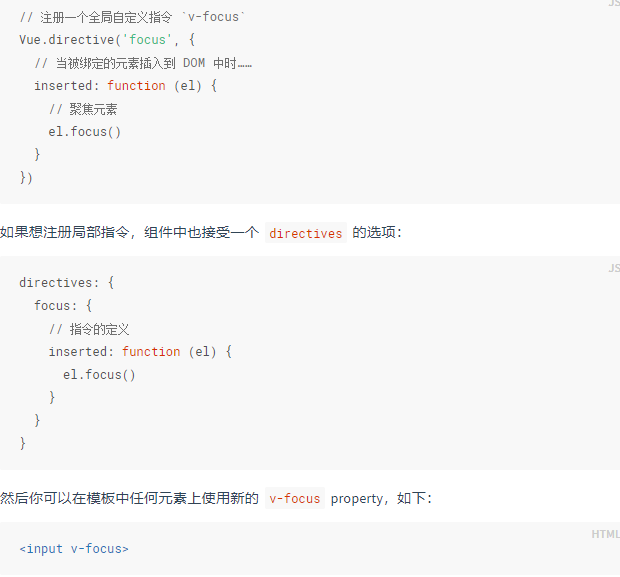 JS
// 注册一个全局自定义指令 `v-focus`
Vue.directive('focus', {
  // 当被绑定的元素插入到 DOM 中时……
  inserted: function (el) {
    // 聚焦元素
    el.focus()
  }
})
如果想注册局部指令，组件中也接受一个 directives 的选项：
JS
directives: {
  focus: {
    // 指令的定义
    inserted: function (el) {
      el.focus()
    }
  }
}
然后你可以在模板中任何元素上使用新的 v-focus property，如下：
HTML
<input v-focus>